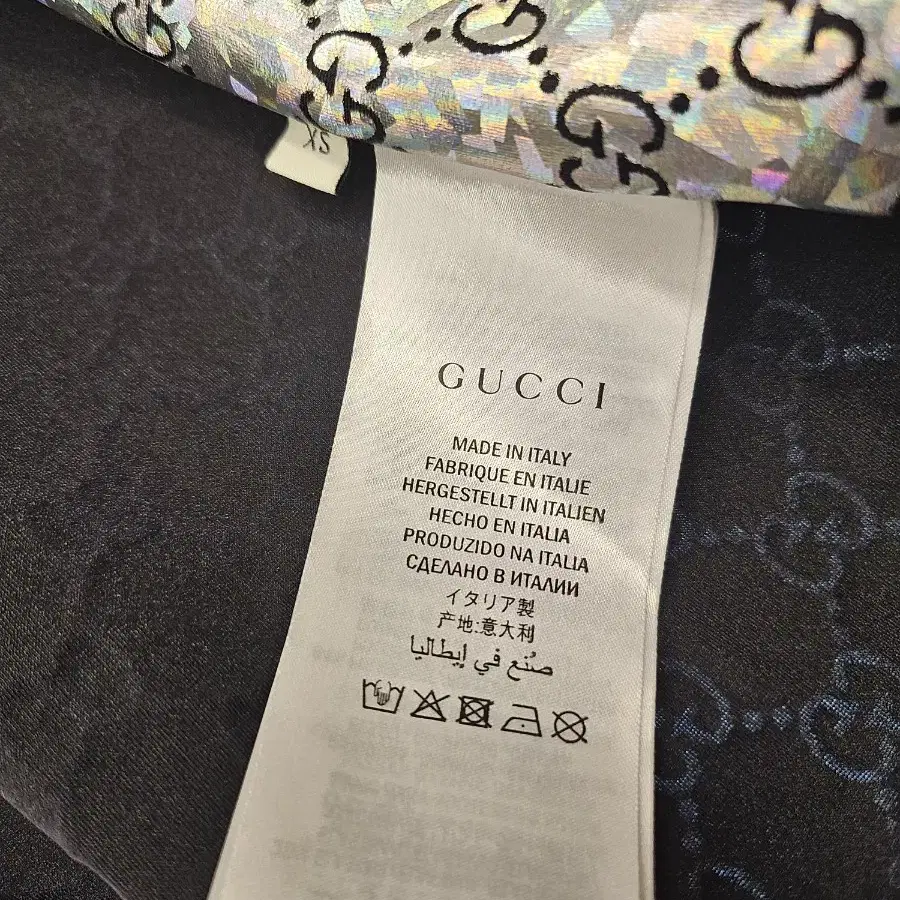 XS
GUCCI
MADE IN ITALY
FABRIQUE EN ITALIE
HERGESTELLT IN ITALIEN
HECHO EN ITALIA
PRODUZIDO NA ITALIA
СДЕЛАНО В ИТАЛИИ
イタリア製
产地:意大利
صُنع في إيطاليا